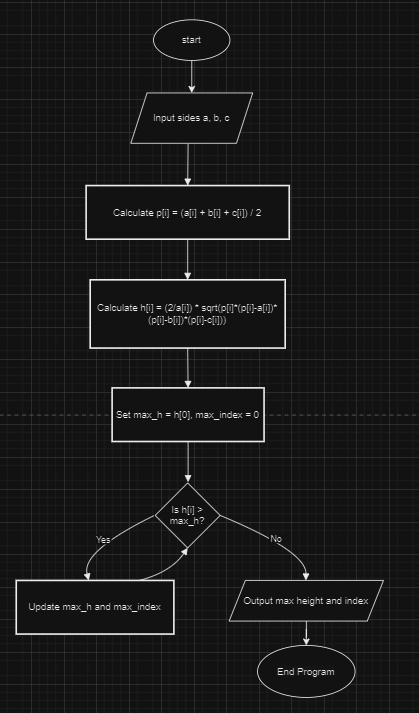 start
Input sides a, b, c
Calculate p[i] = (a[i] + b[i] + c[i]) / 2
Calculate h[i] = (2/a[i]) * sqrt(p[i]*(p[i]-a[i])*
(p[i]-b[i])*(p[i]-c[i]))
Set max_h = h[0], max_index = 0
Is h[i] >
max_h?
Yes
No
Update max_h and max_index
Output max height and index
End Program